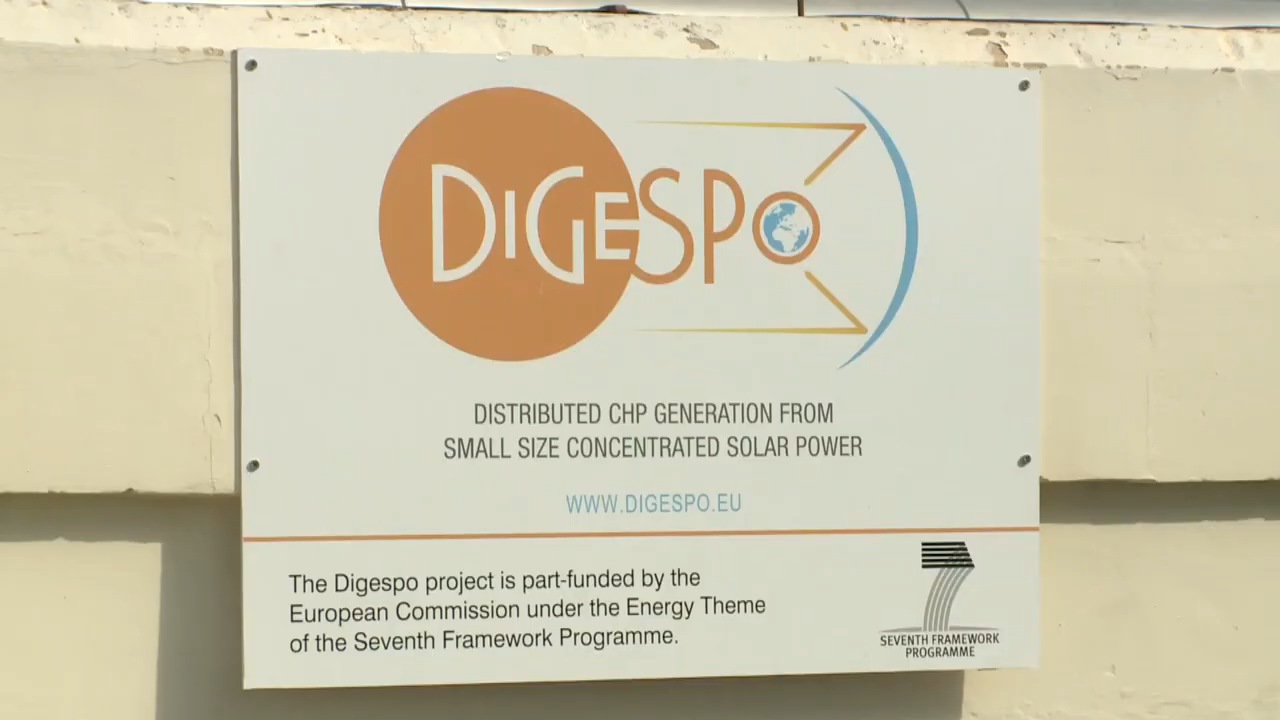 DiGeSPO
DISTRIBUTED CHP GENERATION FROM
SMALL SIZE CONCENTRATED SOLAR POWER
WWW.DIGESPO.EU
The Digespo project is part-funded by the
European Commission under the Energy Theme
of the Seventh Framework Programme.
SEVENTH FRAMEWORK
PROGRAMME